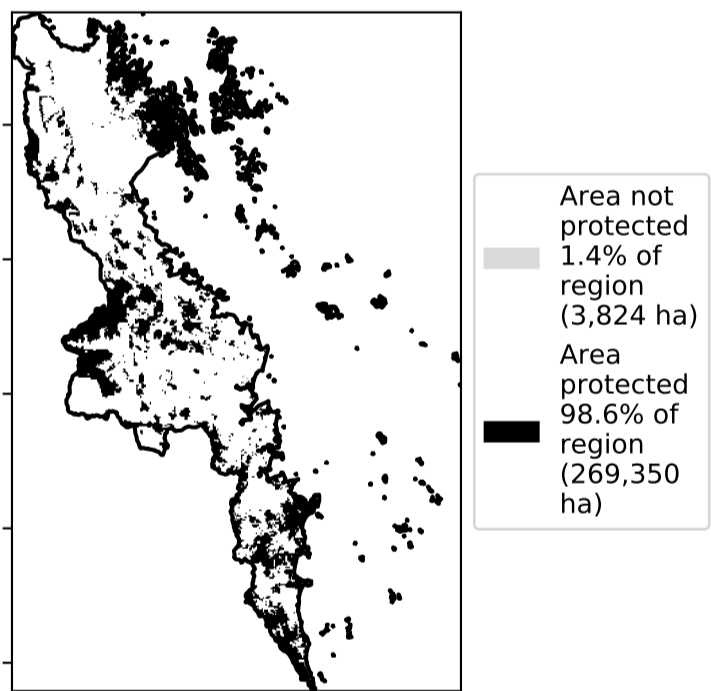 Area not
protected
1.4% of
region
(3,824 ha)
Area
protected
98.6% of
region
(269,350
ha)